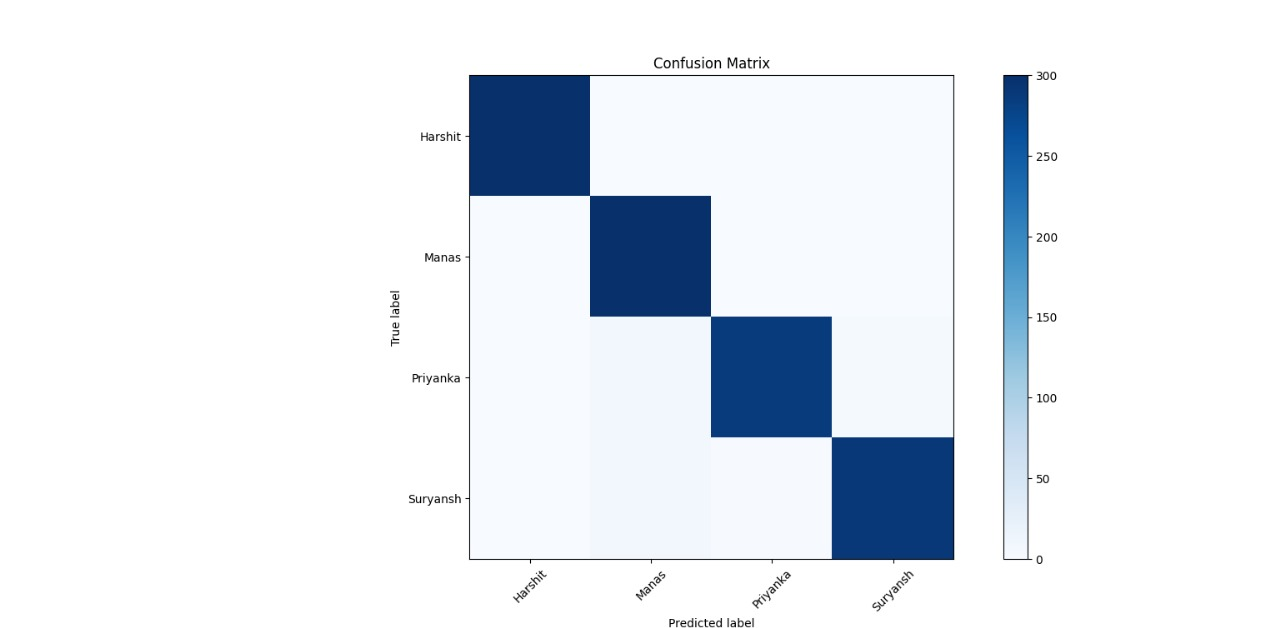 Confusion Matrix
Harshit
Manas
Priyanka
Suryansh
True label
Harshit
Manas
Priyanka
Suryansh
Predicted label
300
250
200
150
100
50
0